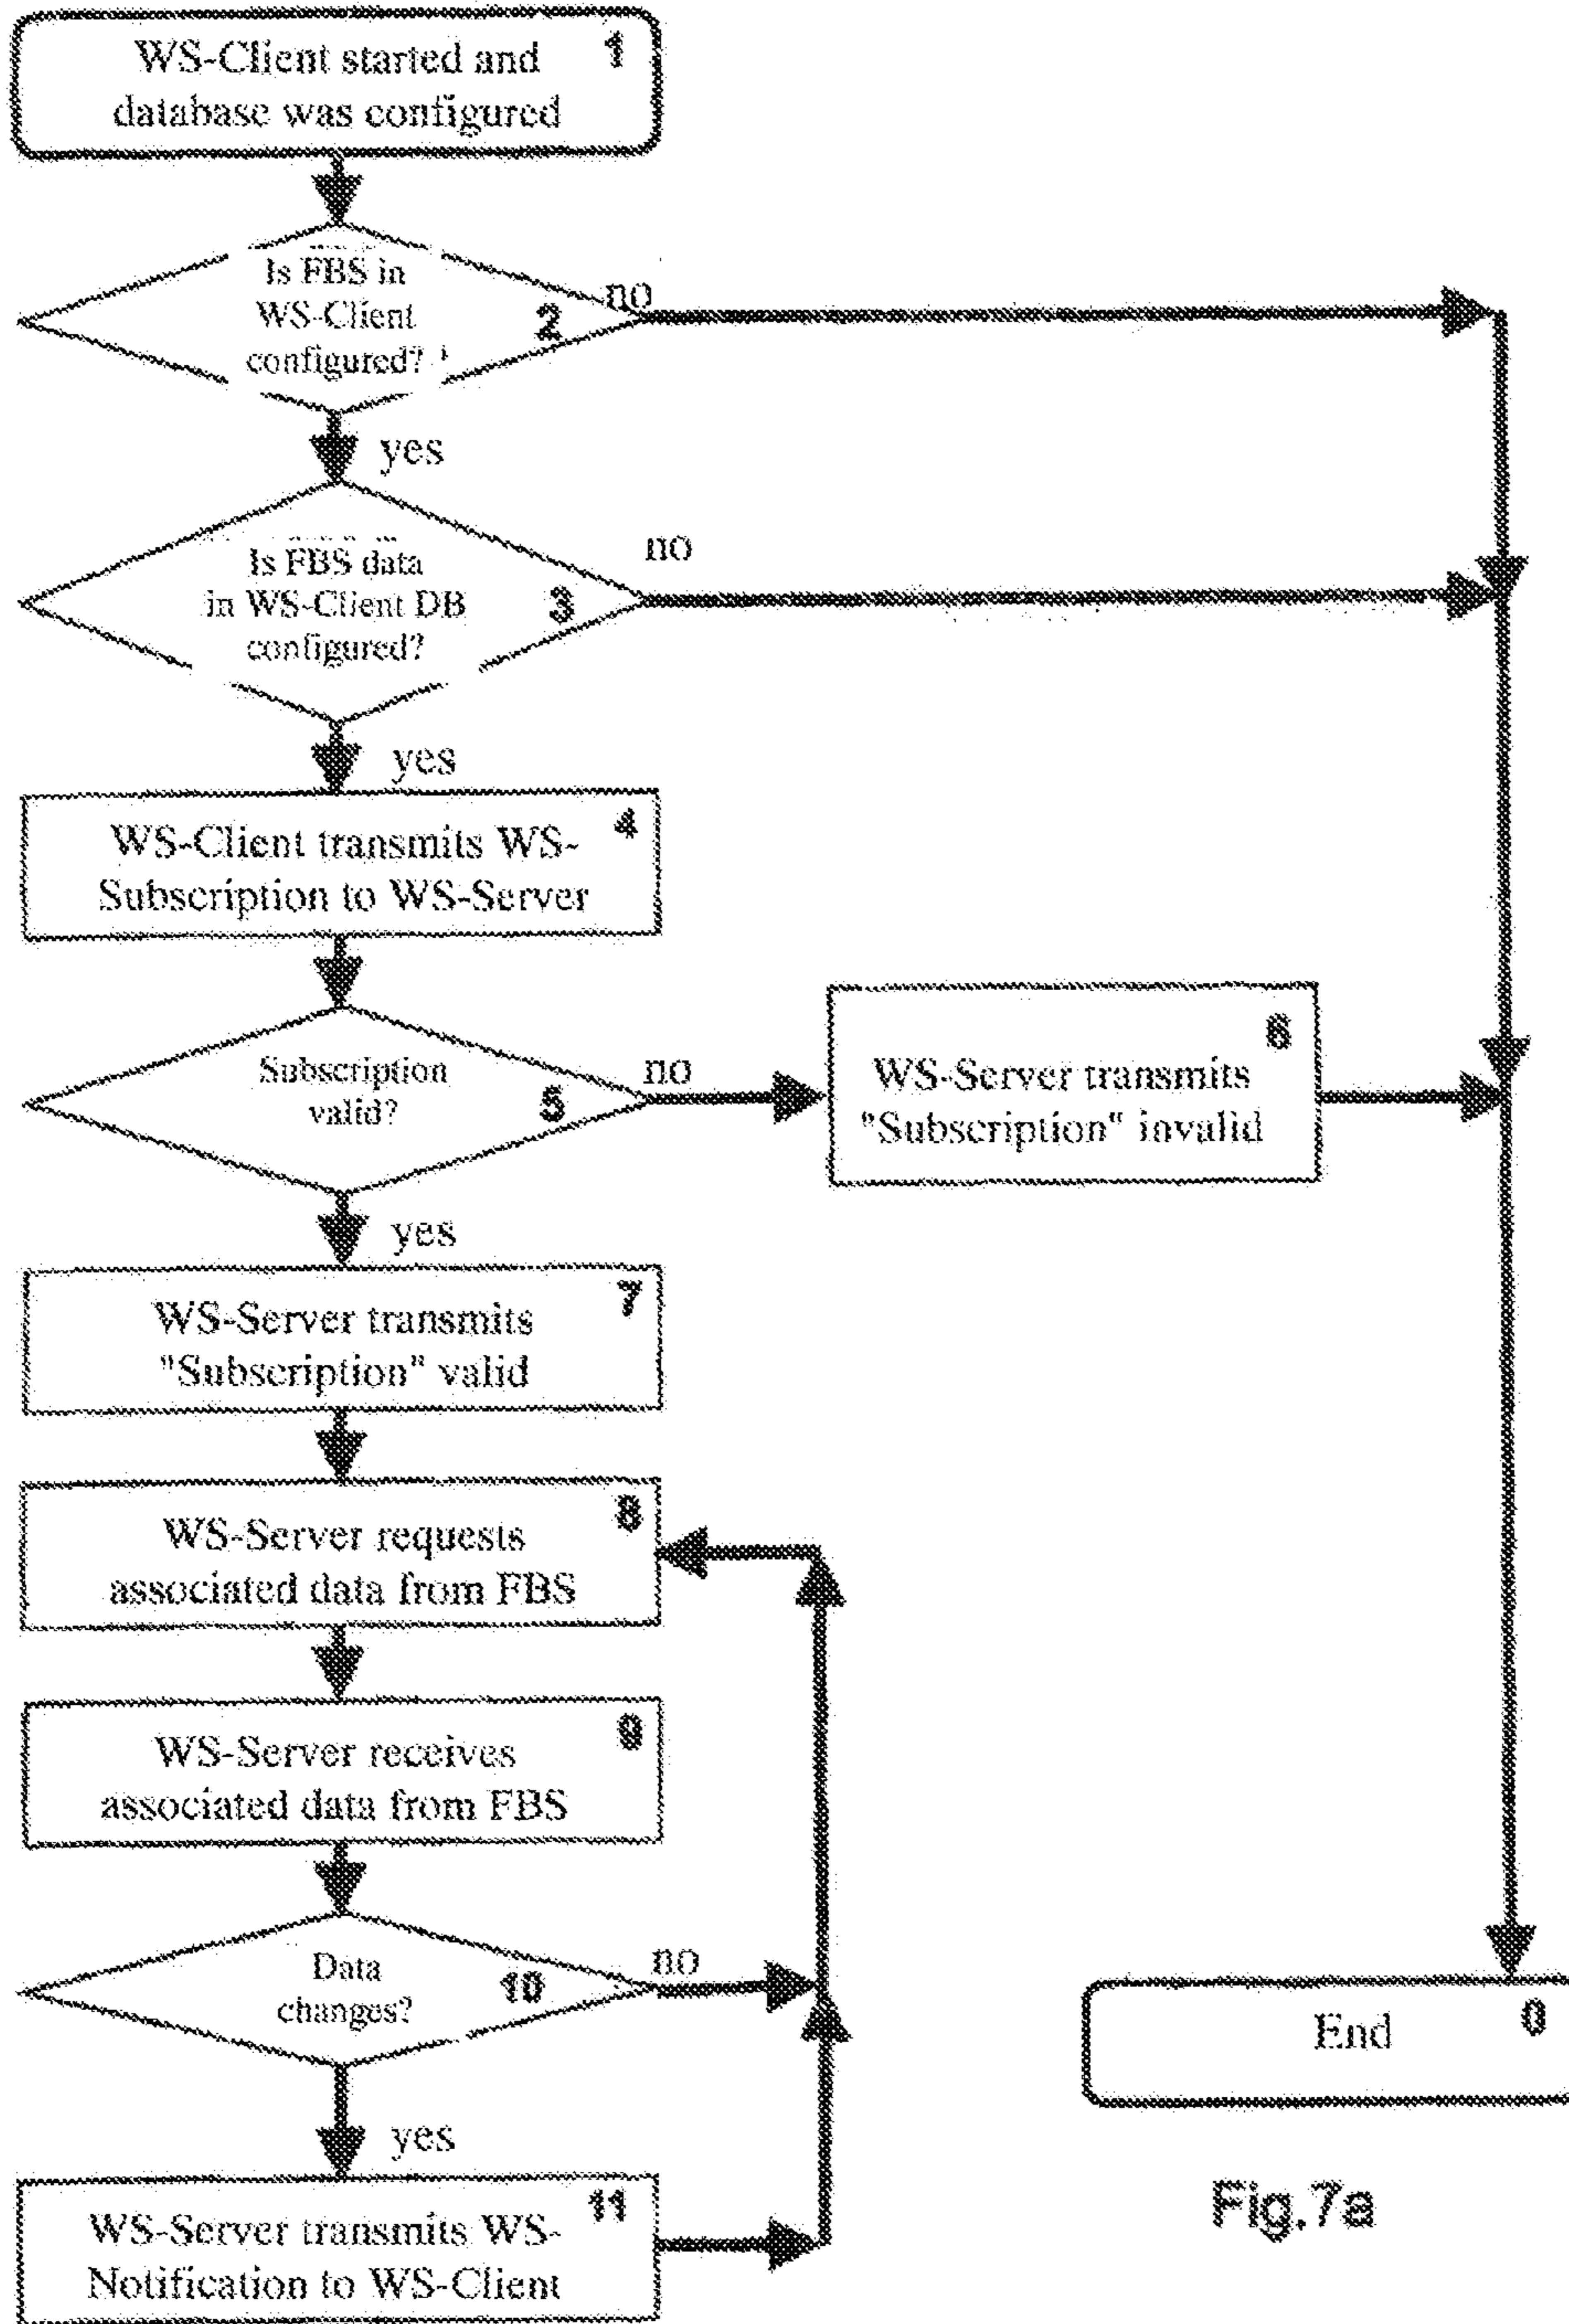 WS-Client started and
database was configured
1
Is FBS in
WS-Client
configured?
2
no
yes
Is FBS data
in WS-Client DB
configured?
3
no
yes
WS-Client transmits WS-
Subscription to WS-Server
4
Subscription
valid?
5
no
WS-Server transmits
"Subscription" invalid
6
yes
WS-Server transmits
"Subscription" valid
7
WS-Server requests
associated data from FBS
8
WS-Server receives
associated data from FBS
9
Data
changes?
10
no
yes
WS-Server transmits WS-
Notification to WS-Client
11
End
0
Fig.7a